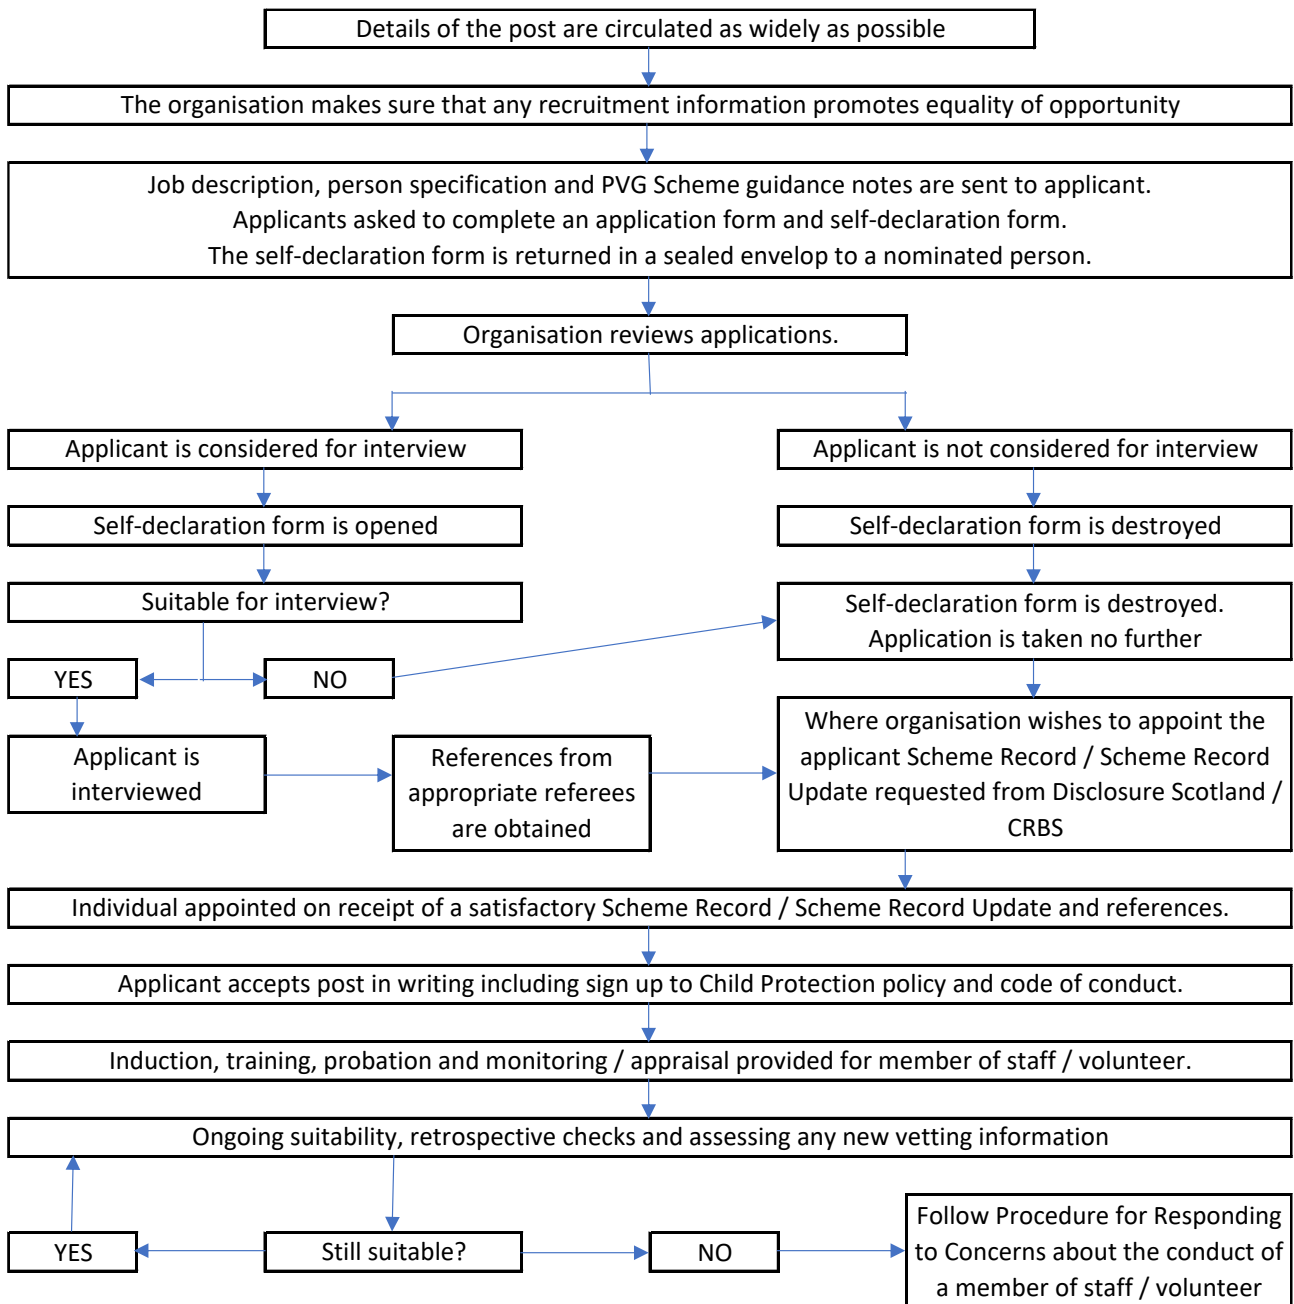 Details of the post are circulated as widely as possible
The organisation makes sure that any recruitment information promotes equality of opportunity
Job description, person specification and PVG Scheme guidance notes are sent to applicant.
Applicants asked to complete an application form and self-declaration form.
The self-declaration form is returned in a sealed envelop to a nominated person.
Organisation reviews applications.
Applicant is considered for interview
Applicant is not considered for interview
Self-declaration form is opened
Self-declaration form is destroyed
Suitable for interview?
Self-declaration form is destroyed.
Application is taken no further
YES
NO
Applicant is
interviewed
References from
appropriate referees
are obtained
Where organisation wishes to appoint the
applicant Scheme Record / Scheme Record
Update requested from Disclosure Scotland /
CRBS
Individual appointed on receipt of a satisfactory Scheme Record / Scheme Record Update and references.
Applicant accepts post in writing including sign up to Child Protection policy and code of conduct.
Induction, training, probation and monitoring / appraisal provided for member of staff / volunteer.
Ongoing suitability, retrospective checks and assessing any new vetting information
YES
Still suitable?
NO
Follow Procedure for Responding
to Concerns about the conduct of
a member of staff / volunteer